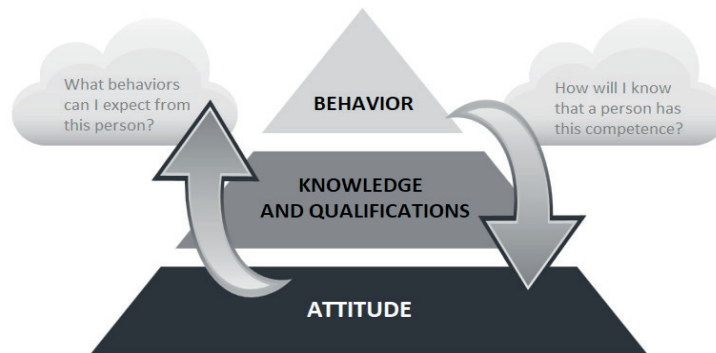 What behaviors
can I expect from
this person?
BEHAVIOR
How will I know
that a person has
this competence?
KNOWLEDGE
AND QUALIFICATIONS
ATTITUDE